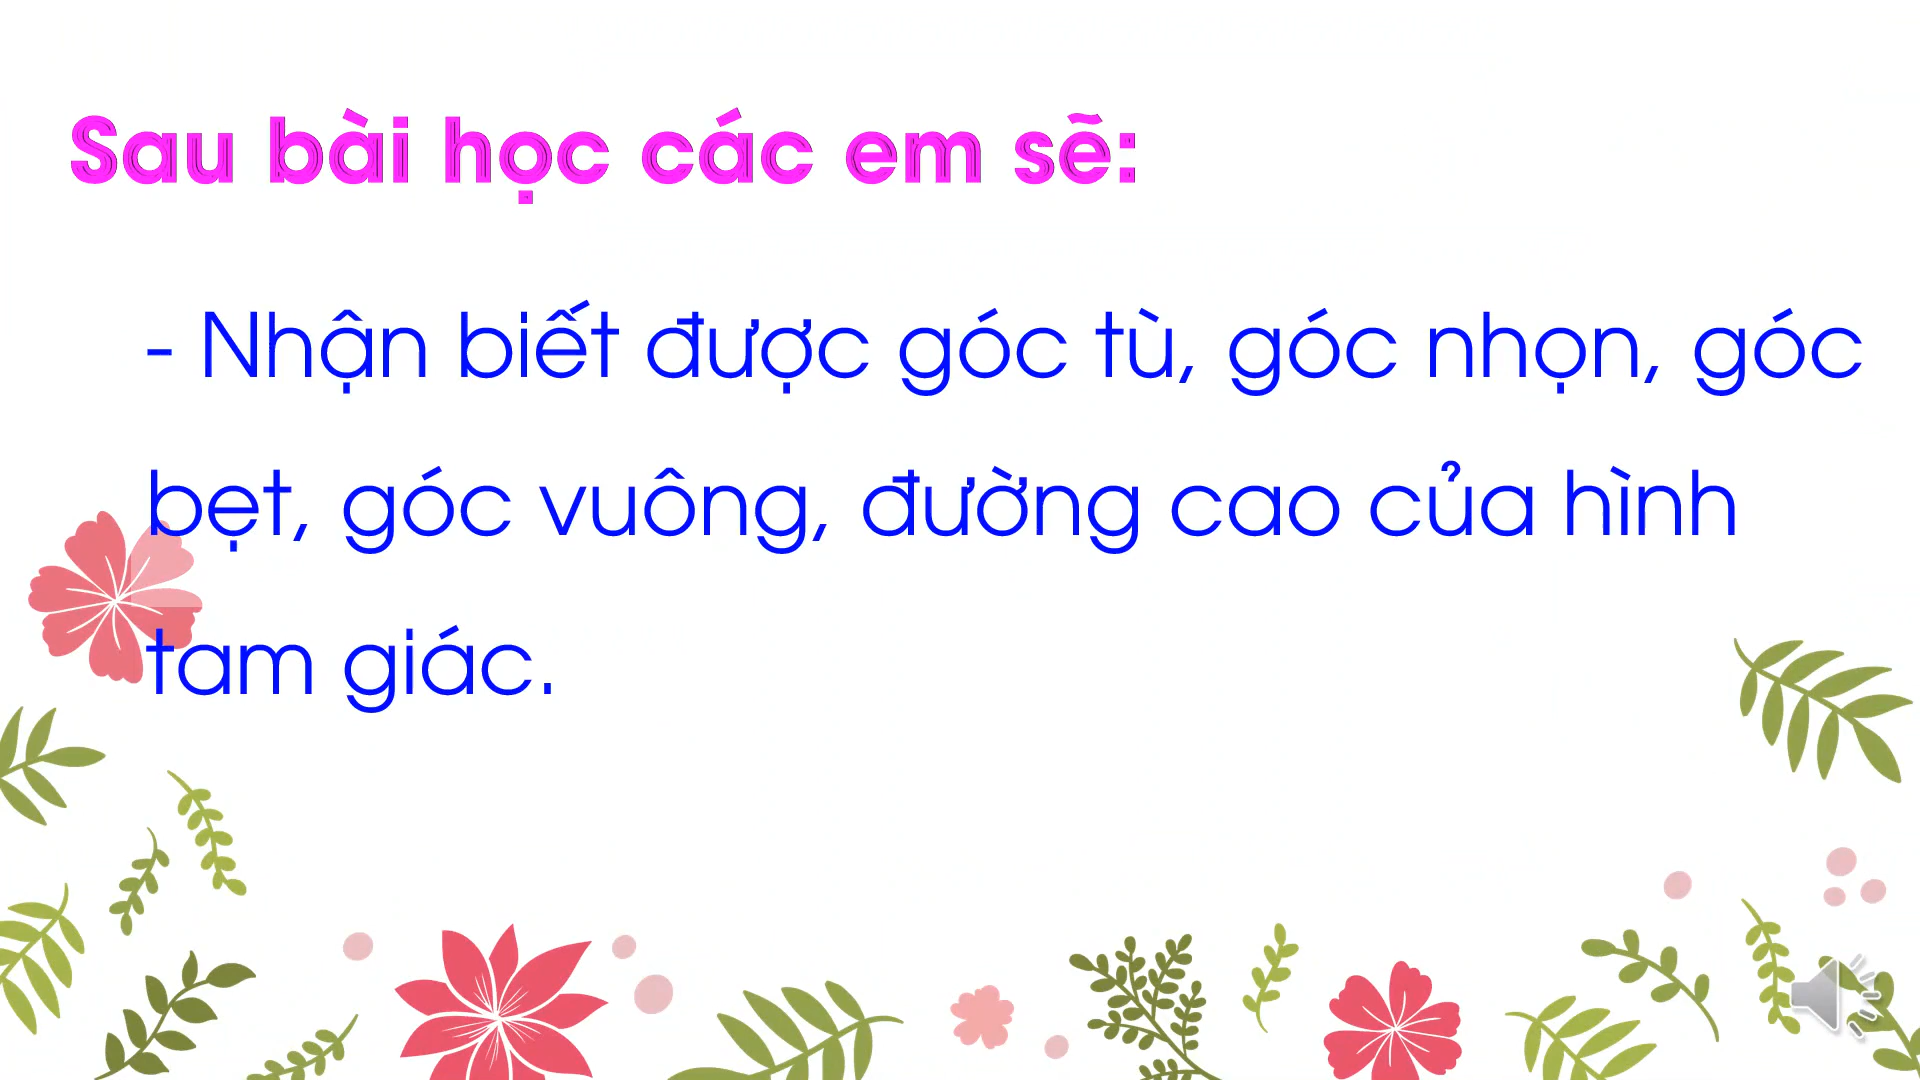 Sau bài học các em sẽ:
- Nhận biết được góc tù, góc nhọn, góc
bẹt, góc vuông, đường cao của hình
tam giác.